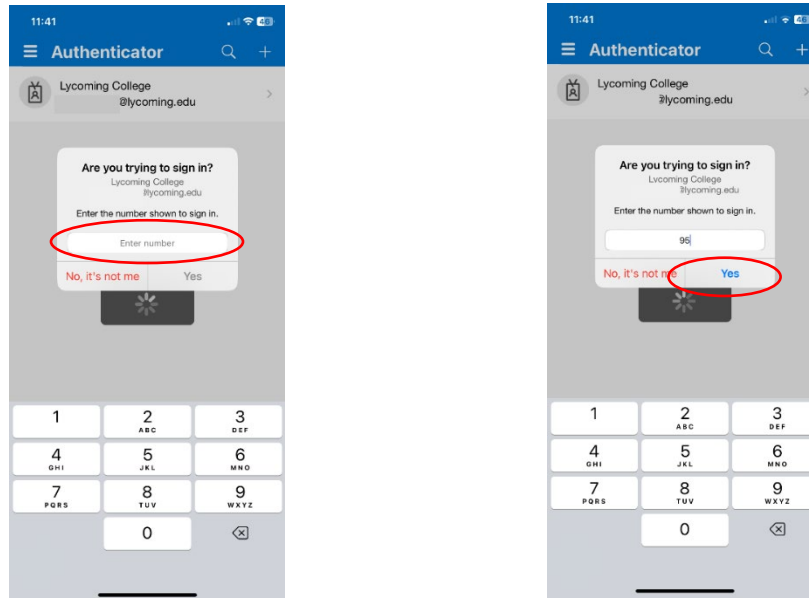 11:41
Authenticator
Lycoming College
@lycoming.edu
Are you trying to sign in?
Lycoming College
lycoming.edu
Enter the number shown to sign in.
Enter number
No, it's not me Yes
1 2 3
ABC DEF
4 5 6
GHI JKL MNO
7 8 9
PQRS TUV WXYZ
0
11:41
Authenticator
Lycoming College
lycoming.edu
Are you trying to sign in?
Lycoming College
lycoming.edu
Enter the number shown to sign in.
No, it's not me Yes
1 2 3
ABC DEF
4 5 6
GHI JKL MNO
7 8 9
PQRS TUV WXYZ
0